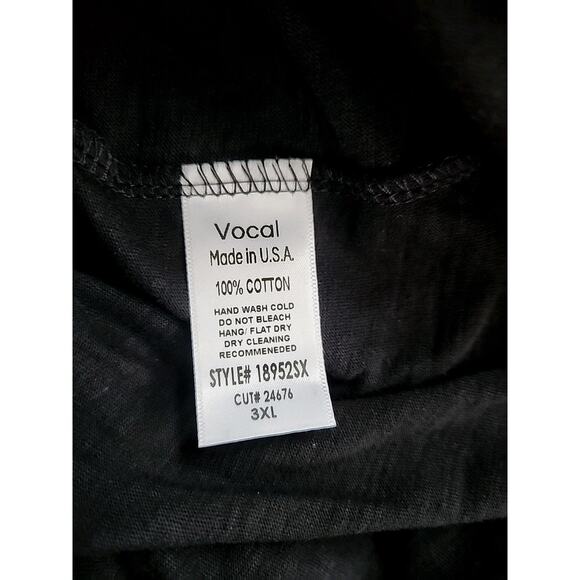 Vocal
Made in U.S.A.
100% COTTON
HAND WASH COLD
DO NOT BLEACH
HANG/ FLAT DRY
DRY CLEANING
RECOMMENEDED
STYLE# 18952SX
CUT# 24676
3XL